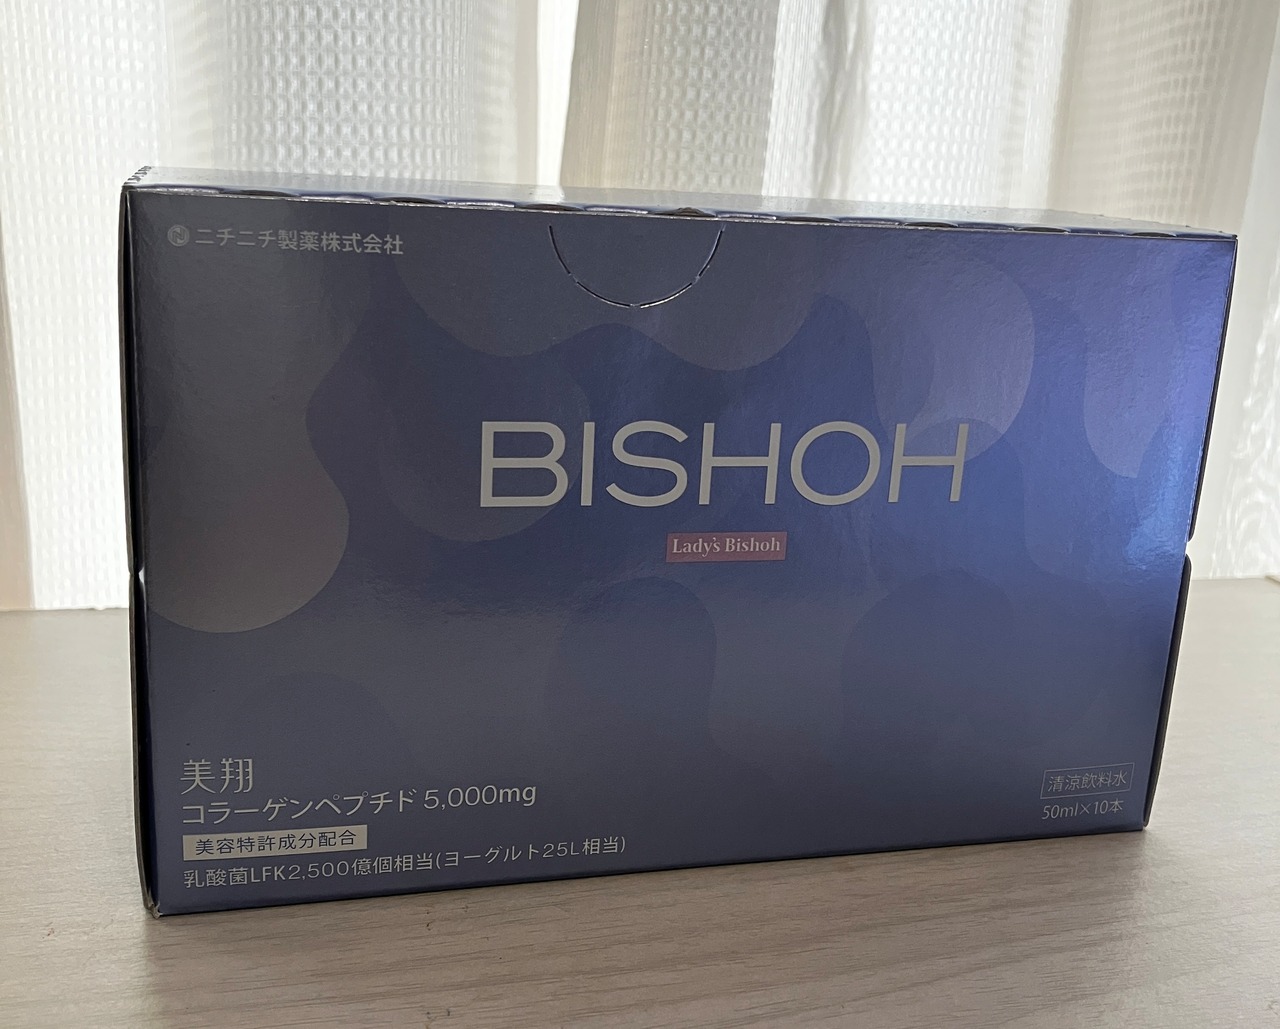 ニチニチ製薬株式会社
BISHOH
Lady's Bishoh
美翔
コラーゲンペプチド 5,000mg
美容特許成分配合
乳酸菌LFK2,500億個相当(ヨーグルト25L相当)
清涼飲料水
50ml×10本